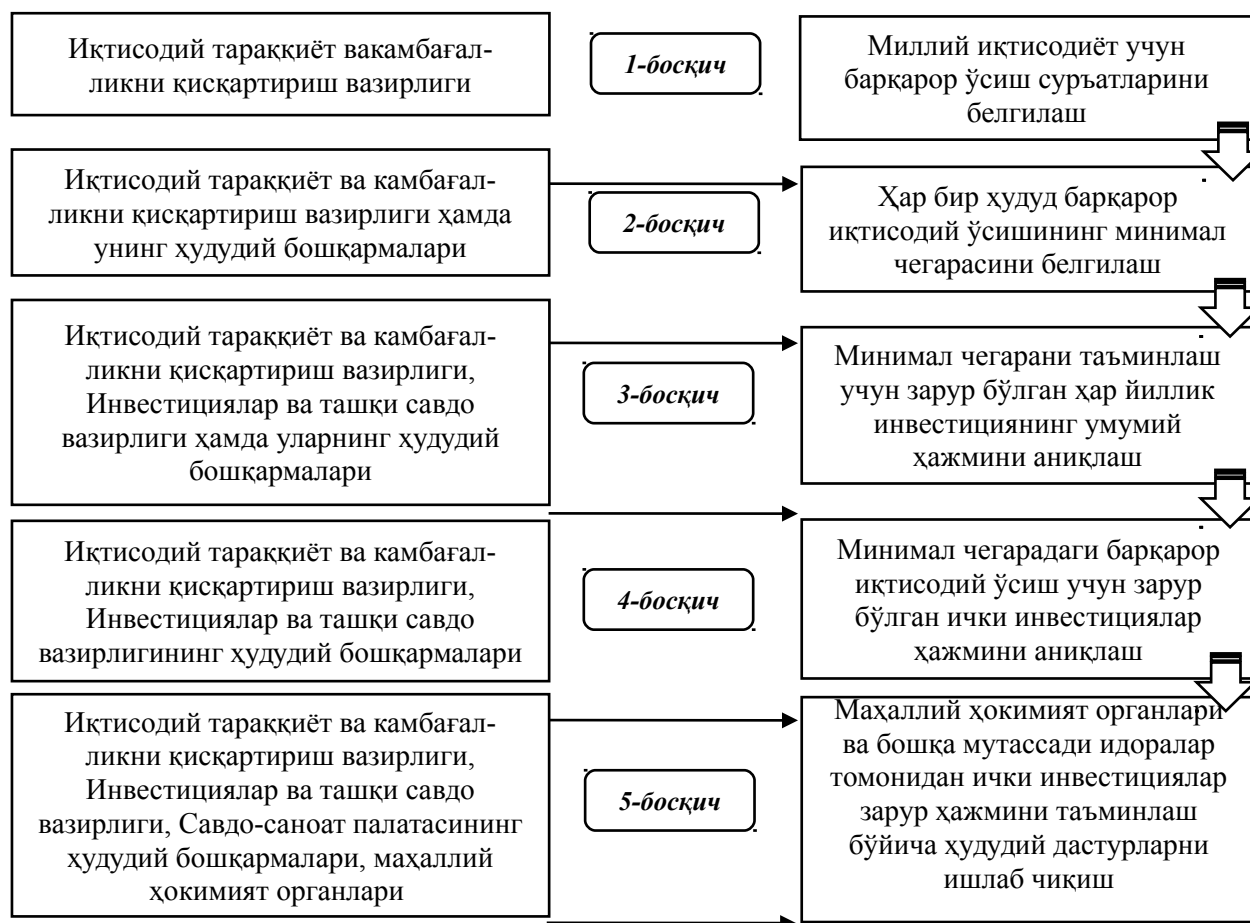 Иқтисодий тараққиёт вакамбағал-
ликни қисқартириш вазирлиги
1-босқич
Миллий иқтисодиёт учун
барқарор ўсиш суръатларини
белгилаш
Иқтисодий тараққиёт ва камбағал-
ликни қисқартириш вазирлиги ҳамда
унинг ҳудудий бошқармалари
2-босқич
Ҳар бир ҳудуд барқарор
иқтисодий ўсишининг минимал
чегарасини белгилаш
Иқтисодий тараққиёт ва камбағал-
ликни қисқартириш вазирлиги,
Инвестициялар ва ташқи савдо
вазирлиги ҳамда уларнинг ҳудудий
бошқармалари
3-босқич
Минимал чегарани таъминлаш
учун зарур бўлган ҳар йиллик
инвестициянинг умумий
ҳажмини аниқлаш
Иқтисодий тараққиёт ва камбағал-
ликни қисқартириш вазирлиги,
Инвестициялар ва ташқи савдо
вазирлигининг ҳудудий бошқармалари
4-босқич
Минимал чегарадаги барқарор
иқтисодий ўсиш учун зарур
бўлган ички инвестициялар
ҳажмини аниқлаш
Иқтисодий тараққиёт ва камбағал-
ликни қисқартириш вазирлиги,
Инвестициялар ва ташқи савдо
вазирлиги, Савдо-саноат палатасининг
ҳудудий бошқармалари, маҳаллий
ҳокимият органлари
5-босқич
Маҳаллий ҳокимият органлари
ва бошқа мутассади идоралар
томонидан ички инвестициялар
зарур ҳажмини таъминлаш
бўйича ҳудудий дастурларни
ишлаб чиқиш